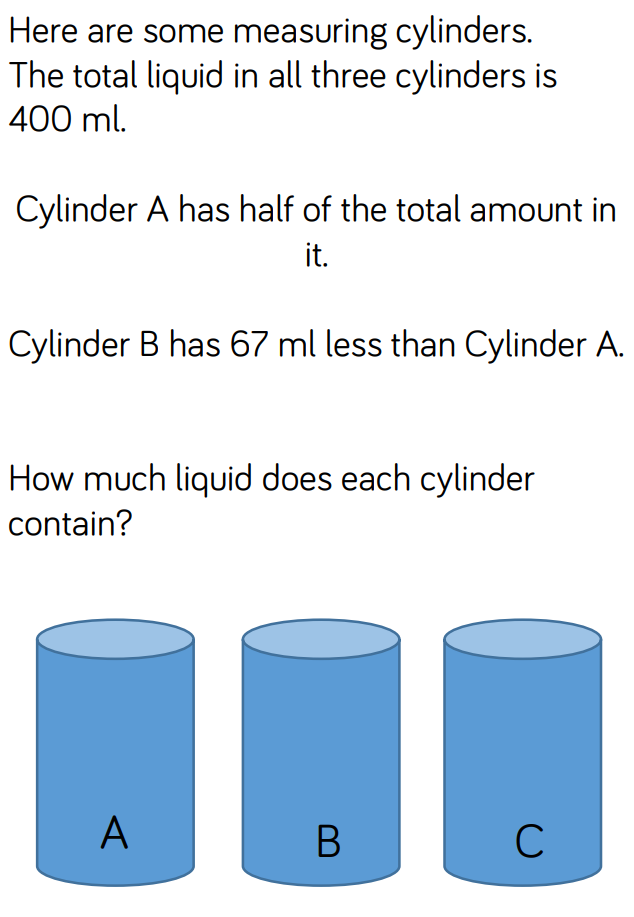 Here are some measuring cylinders.
The total liquid in all three cylinders is
400 ml.
Cylinder A has half of the total amount in
it.
Cylinder B has 67 ml less than Cylinder A.
How much liquid does each cylinder
contain?
A
B
C